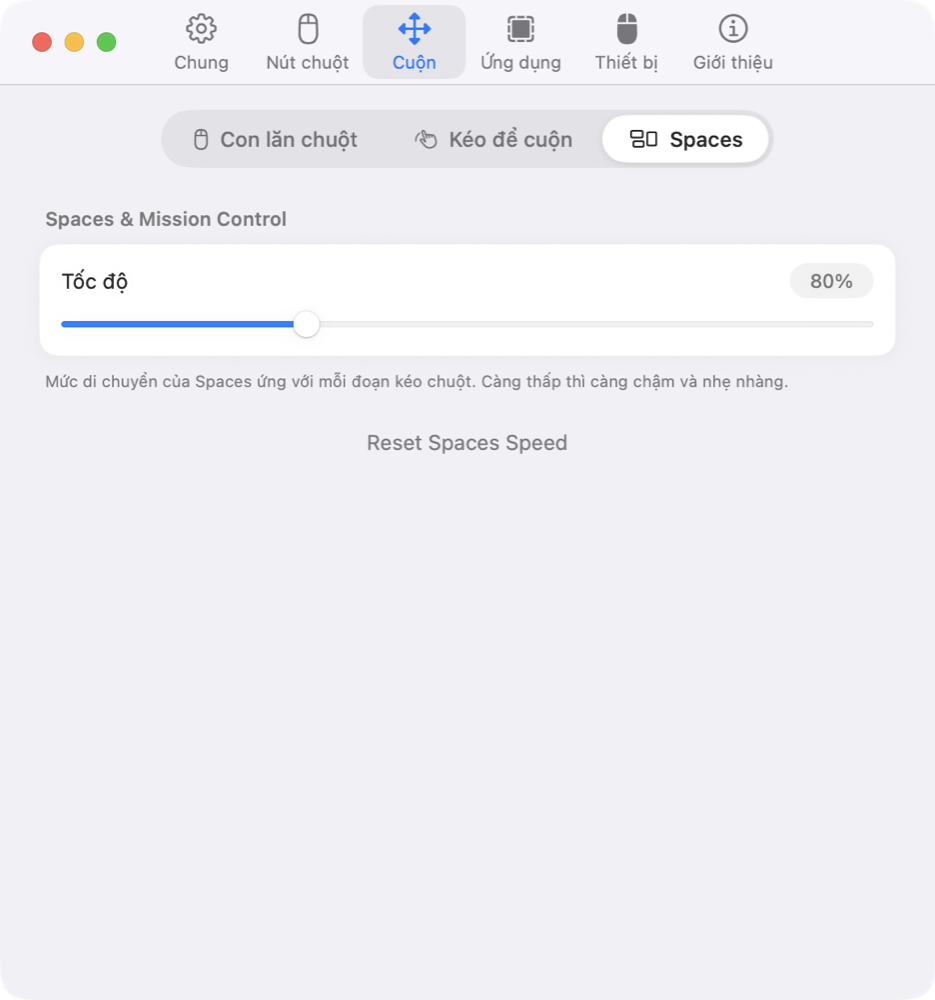 Chung
Nút chuột
Cuộn
Ứng dụng
Thiết bị
Giới thiệu
Con lăn chuột
Kéo để cuộn
Spaces
Spaces & Mission Control
Tốc độ
80%
Mức di chuyển của Spaces ứng với mỗi đoạn kéo chuột. Càng thấp thì càng chậm và nhẹ nhàng.
Reset Spaces Speed